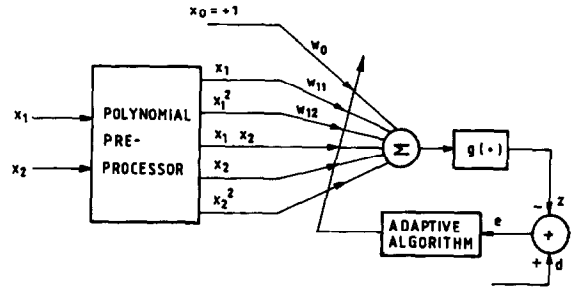 x₀ = +1
w₀
x₁
w₁₁
x₁²
w₁₂
x₁
POLYNOMIAL
PRE-
PROCESSOR
x₁ x₂
x₂
x₂
x₂²
Σ
g(•)
− z
ADAPTIVE
ALGORITHM
e
+
+ d